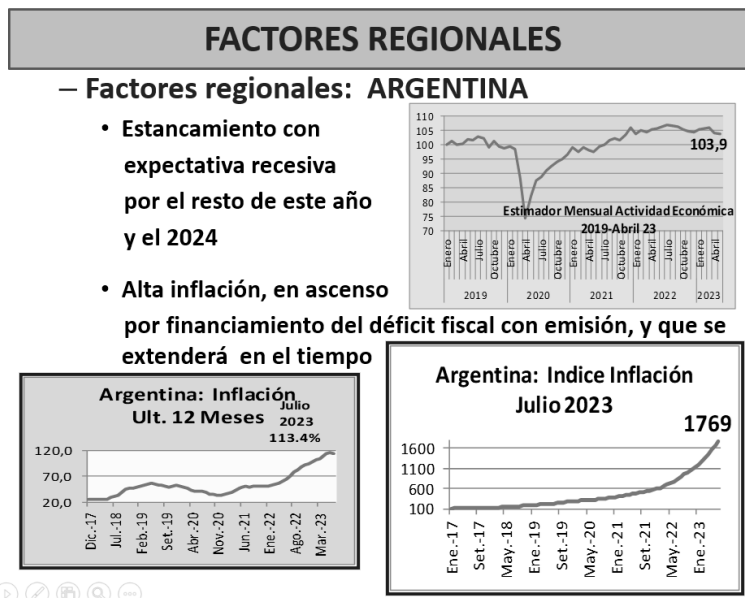 FACTORES REGIONALES
– Factores regionales: ARGENTINA
• Estancamiento con
expectativa recesiva
por el resto de este año
y el 2024
110
105
100
95
90
85
80
75
70
103,9
Estimador Mensual Actividad Económica
2019-Abril 23
Enero Abril Julio Octubre Enero Abril Julio Octubre Enero Abril Julio Octubre Enero Abril Julio Octubre Enero Abril
2019 2020 2021 2022 2023
• Alta inflación, en ascenso
por financiamiento del déficit fiscal con emisión, y que se
extenderá en el tiempo
Argentina: Inflación
Ult. 12 Meses
Julio
2023
113.4%
120,0
70,0
20,0
Dic.-17 Jul.-18 Feb.-19 Set.-19 Abr.-20 Nov.-20 Jun.-21 Ene.-22 Ago.-22 Mar.-23
Argentina: Indice Inflación
Julio 2023
1769
1600
1100
600
100
Ene.-17 Set.-17 May.-18 Ene.-19 Set.-19 May.-20 Ene.-21 Set.-21 May.-22 Ene.-23